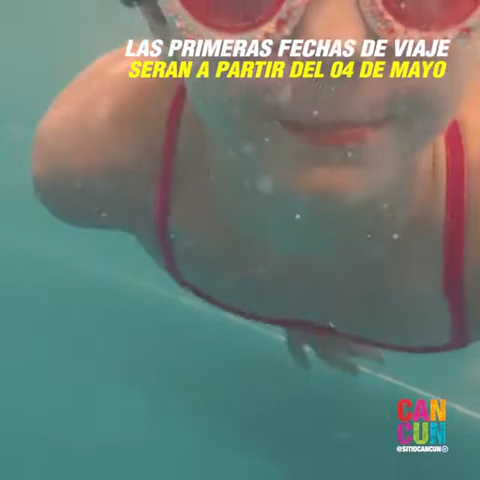 LAS PRIMERAS FECHAS DE VIAJE
SERAN A PARTIR DEL 04 DE MAYO
CAN
CUN
@SITIOCANCUN